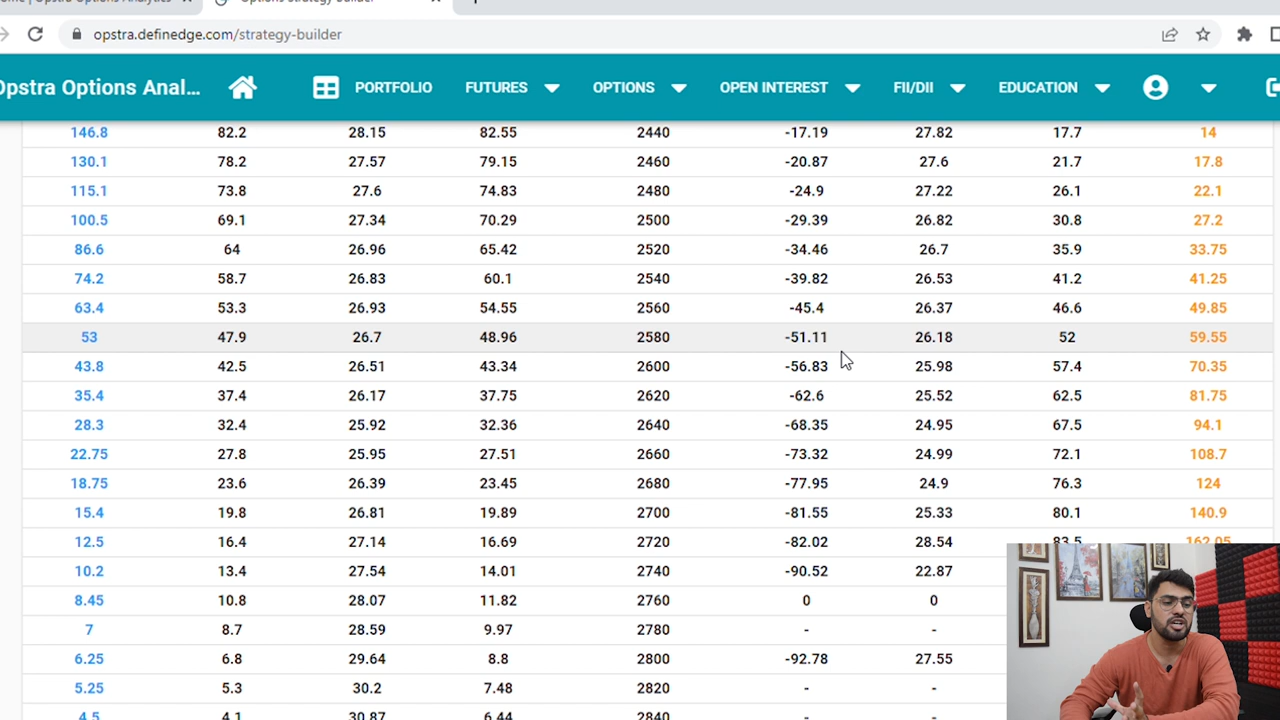 opstra.definedge.com/strategy-builder
Opstra Options Anal... PORTFOLIO FUTURES OPTIONS OPEN INTEREST FII/DII EDUCATION
146.8 82.2 28.15 82.55 2440 -17.19 27.82 17.7 14
130.1 78.2 27.57 79.15 2460 -20.87 27.6 21.7 17.8
115.1 73.8 27.6 74.83 2480 -24.9 27.22 26.1 22.1
100.5 69.1 27.34 70.29 2500 -29.39 26.82 30.8 27.2
86.6 64 26.96 65.42 2520 -34.46 26.7 35.9 33.75
74.2 58.7 26.83 60.1 2540 -39.82 26.53 41.2 41.25
63.4 53.3 26.93 54.55 2560 -45.4 26.37 46.6 49.85
53 47.9 26.7 48.96 2580 -51.11 26.18 52 59.55
43.8 42.5 26.51 43.34 2600 -56.83 25.98 57.4 70.35
35.4 37.4 26.17 37.75 2620 -62.6 25.52 62.5 81.75
28.3 32.4 25.92 32.36 2640 -68.35 24.95 67.5 94.1
22.75 27.8 25.95 27.51 2660 -73.32 24.99 72.1 108.7
18.75 23.6 26.39 23.45 2680 -77.95 24.9 76.3 124
15.4 19.8 26.81 19.89 2700 -81.55 25.33 80.1 140.9
12.5 16.4 27.14 16.69 2720 -82.02 28.54 83.5 162.05
10.2 13.4 27.54 14.01 2740 -90.52 22.87
8.45 10.8 28.07 11.82 2760 0 0
7 8.7 28.59 9.97 2780 - -
6.25 6.8 29.64 8.8 2800 -92.78 27.55
5.25 5.3 30.2 7.48 2820 - -
4.5 4.1 30.87 6.44 2840 - -